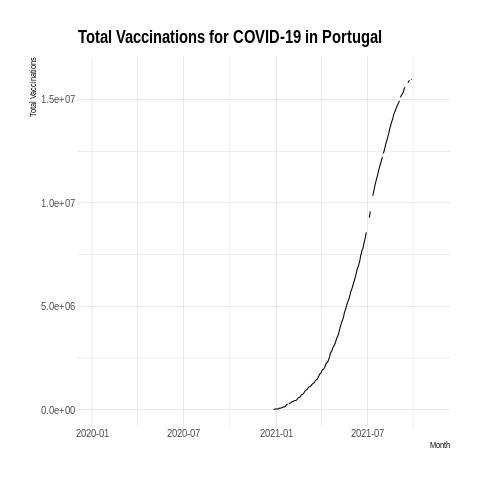 Total Vaccinations for COVID-19 in Portugal
Total Vaccinations
1.5e+07
1.0e+07
5.0e+06
0.0e+00
2020-01 2020-07 2021-01 2021-07
Month